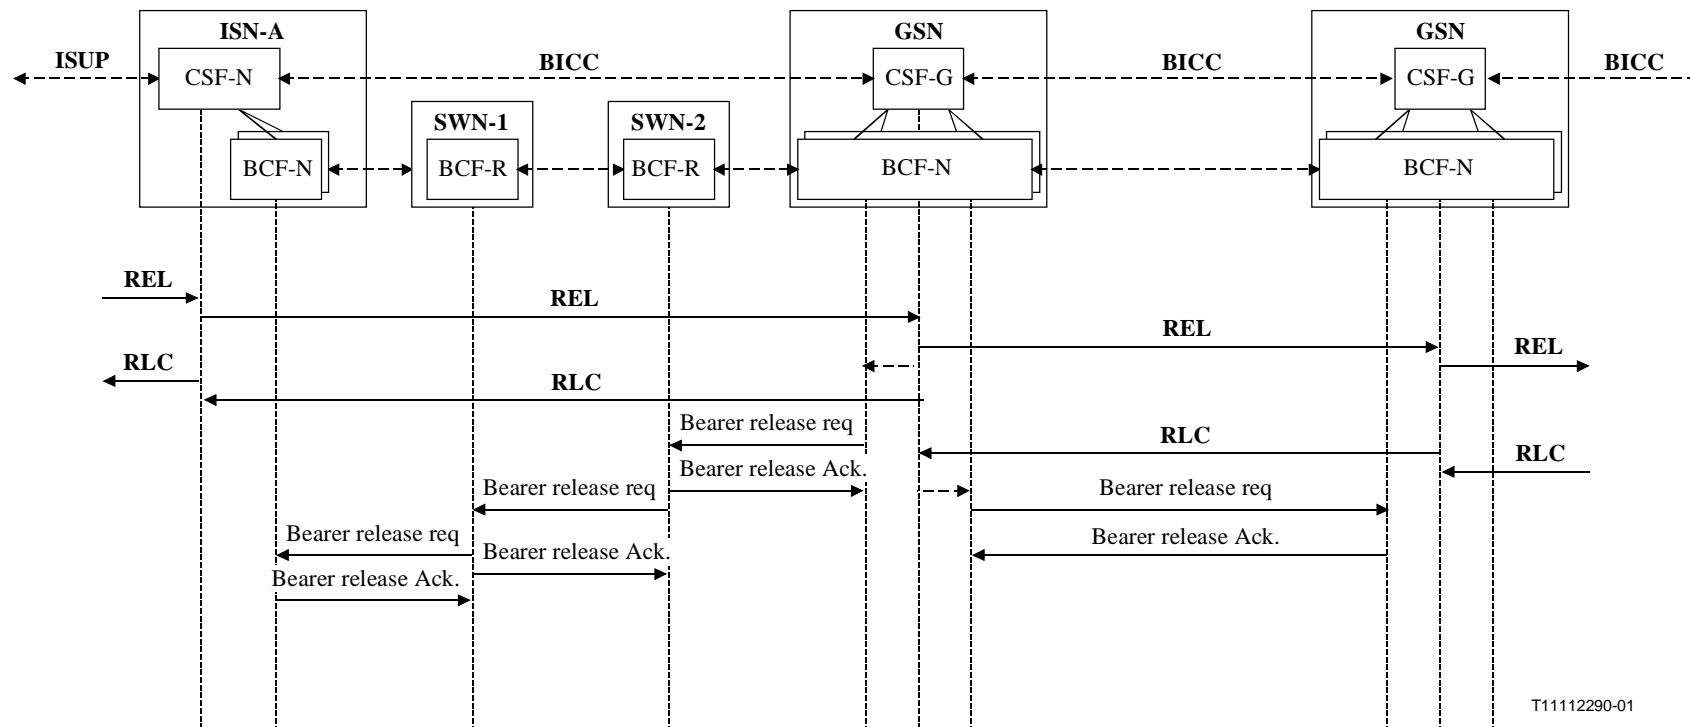 ISN-A
GSN
GSN
ISUP
CSF-N
BICC
CSF-G
BICC
CSF-G
BICC
SWN-1
SWN-2
BCF-N
BCF-R
BCF-R
BCF-N
BCF-N
REL
REL
REL
REL
RLC
RLC
Bearer release req
RLC
RLC
Bearer release Ack.
Bearer release req
Bearer release req
Bearer release req
Bearer release Ack.
Bearer release Ack.
Bearer release Ack.
T11112290-01